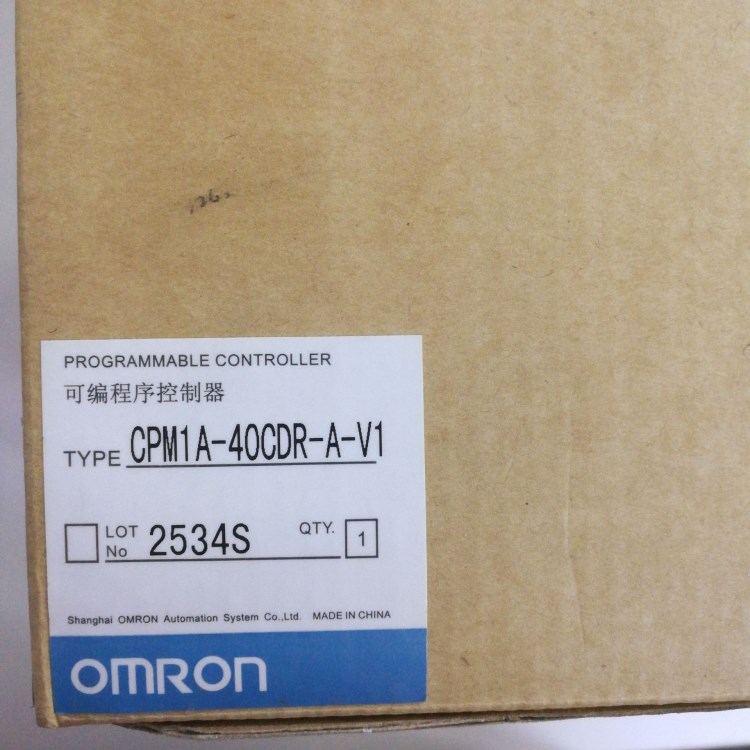 PROGRAMMABLE CONTROLLER
可编程序控制器
TYPE CPM1A-40CDR-A-V1
LOT No 2534S QTY. 1
Shanghai OMRON Automation System Co.,Ltd. MADE IN CHINA
OMRON